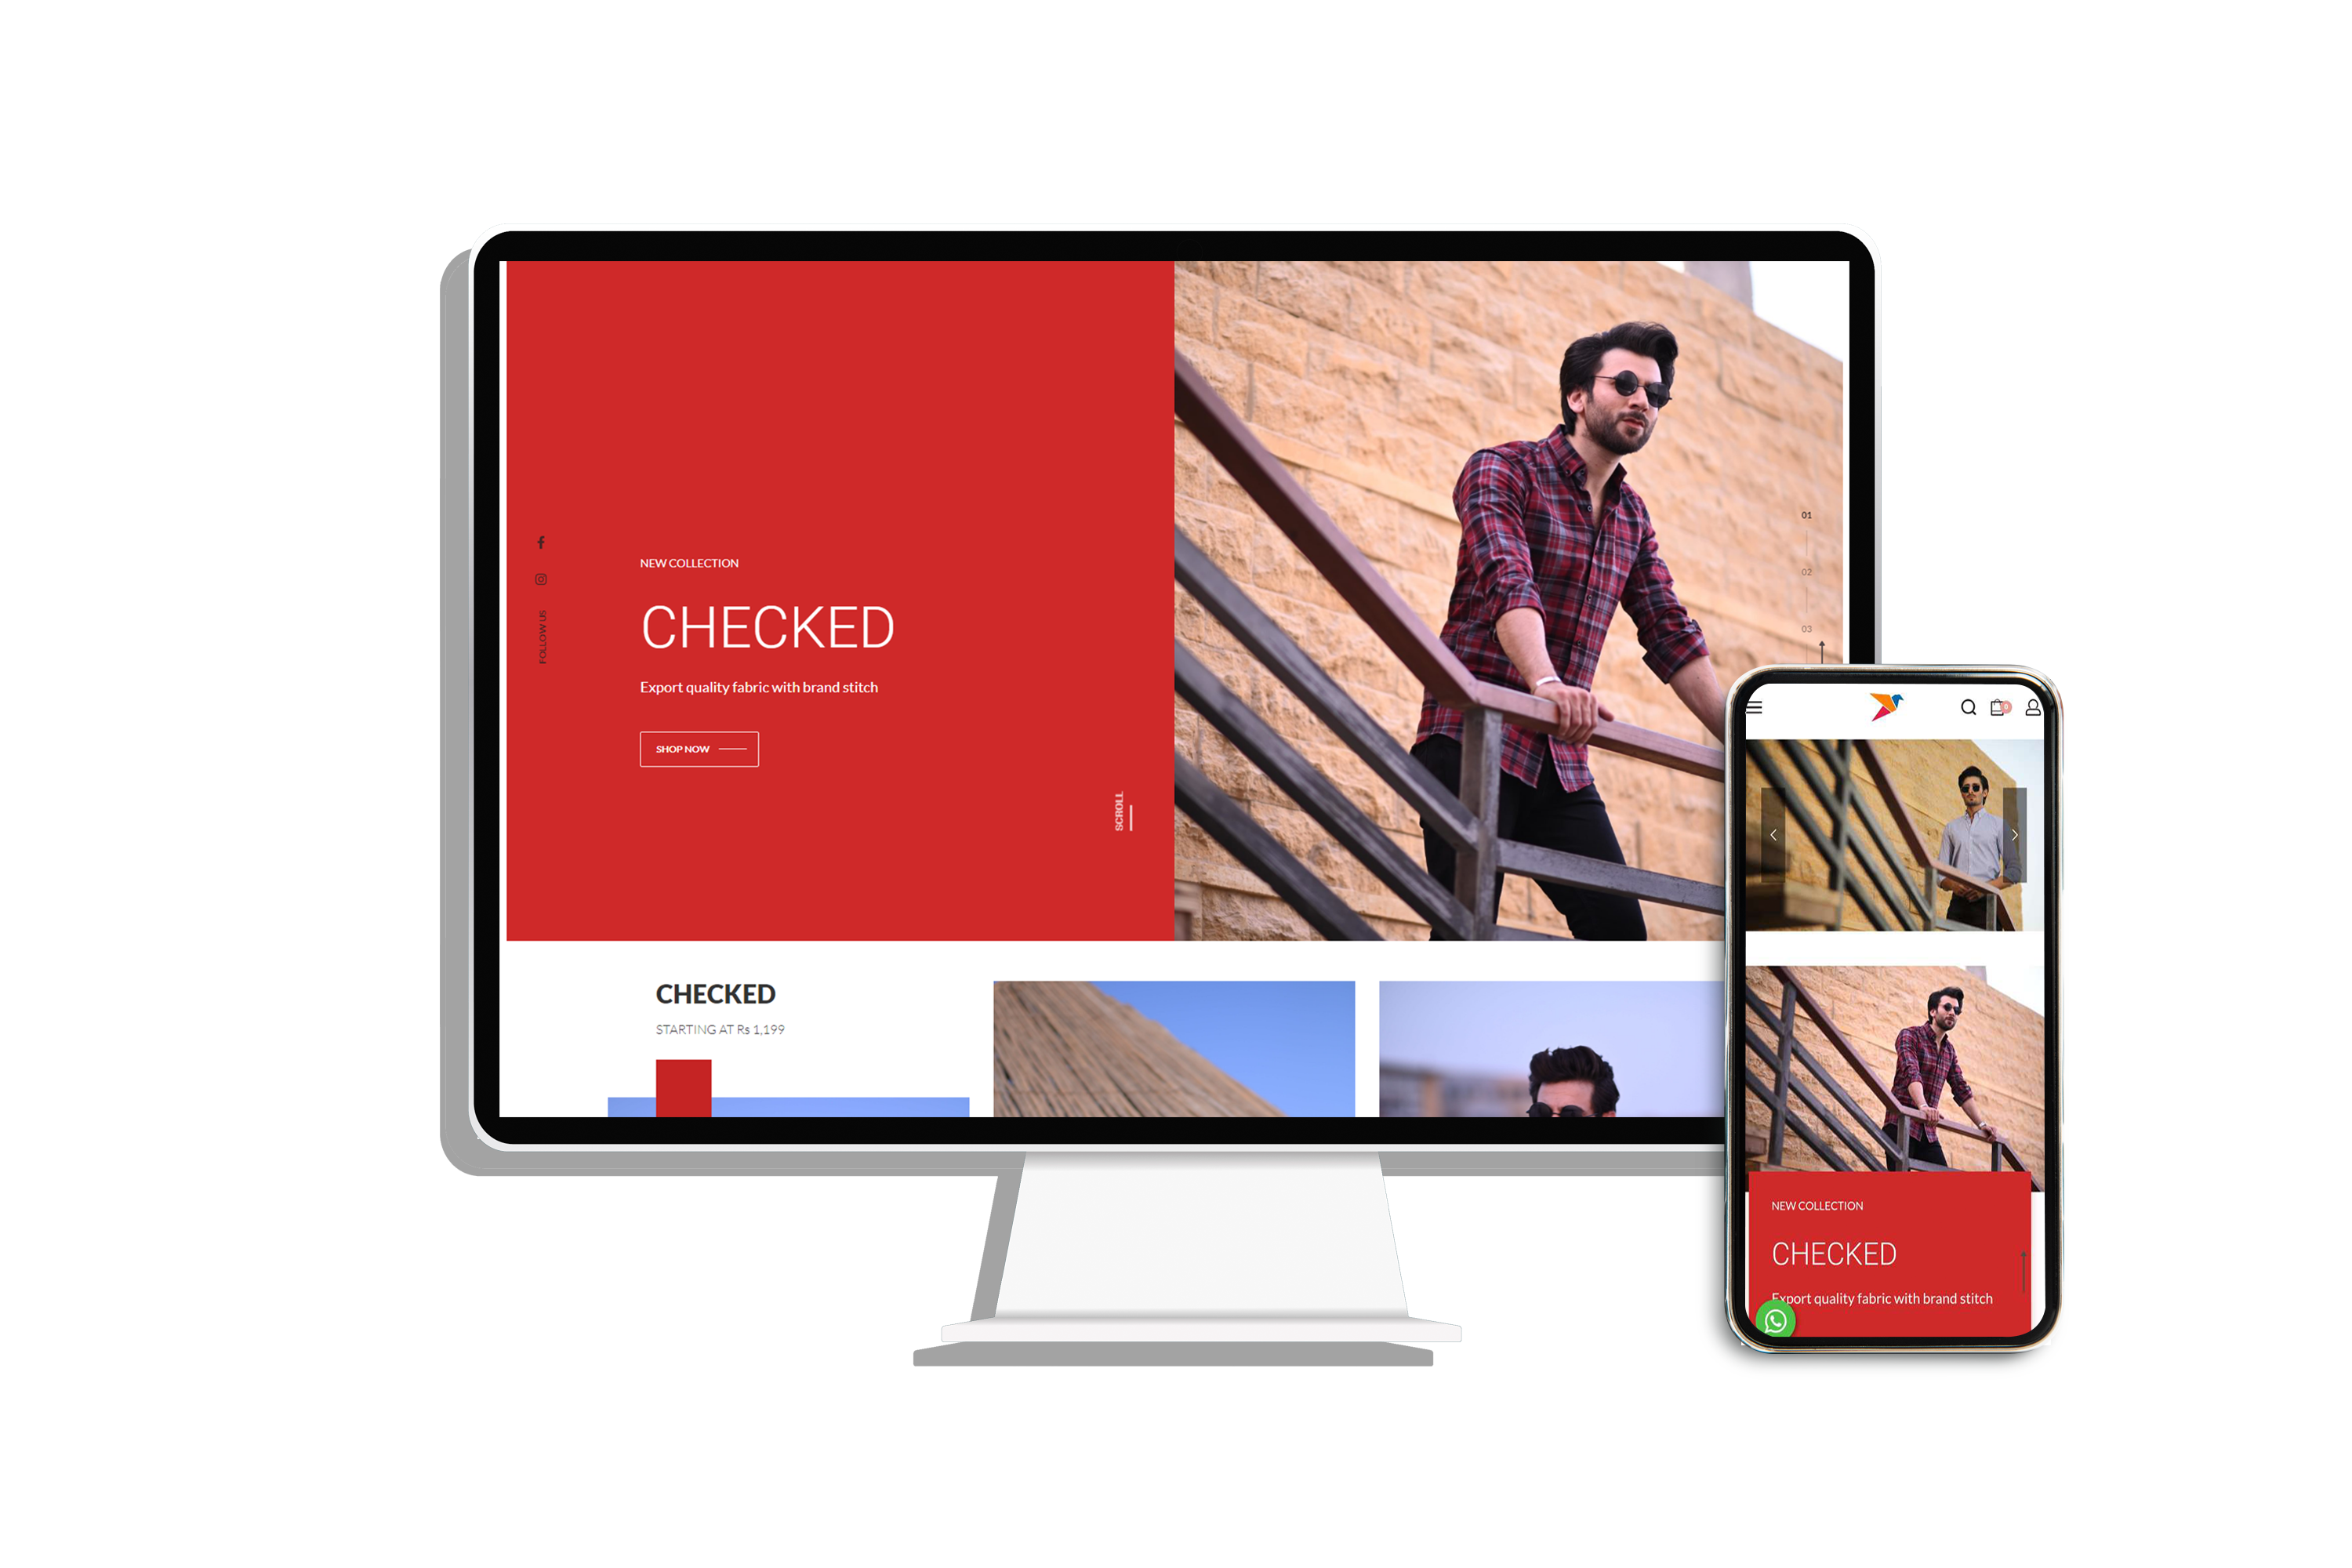 FOLLOW US
NEW COLLECTION
CHECKED
Export quality fabric with brand stitch
SHOP NOW
SCROLL
01
02
03
CHECKED
STARTING AT Rs 1,199
0
NEW COLLECTION
CHECKED
Export quality fabric with brand stitch